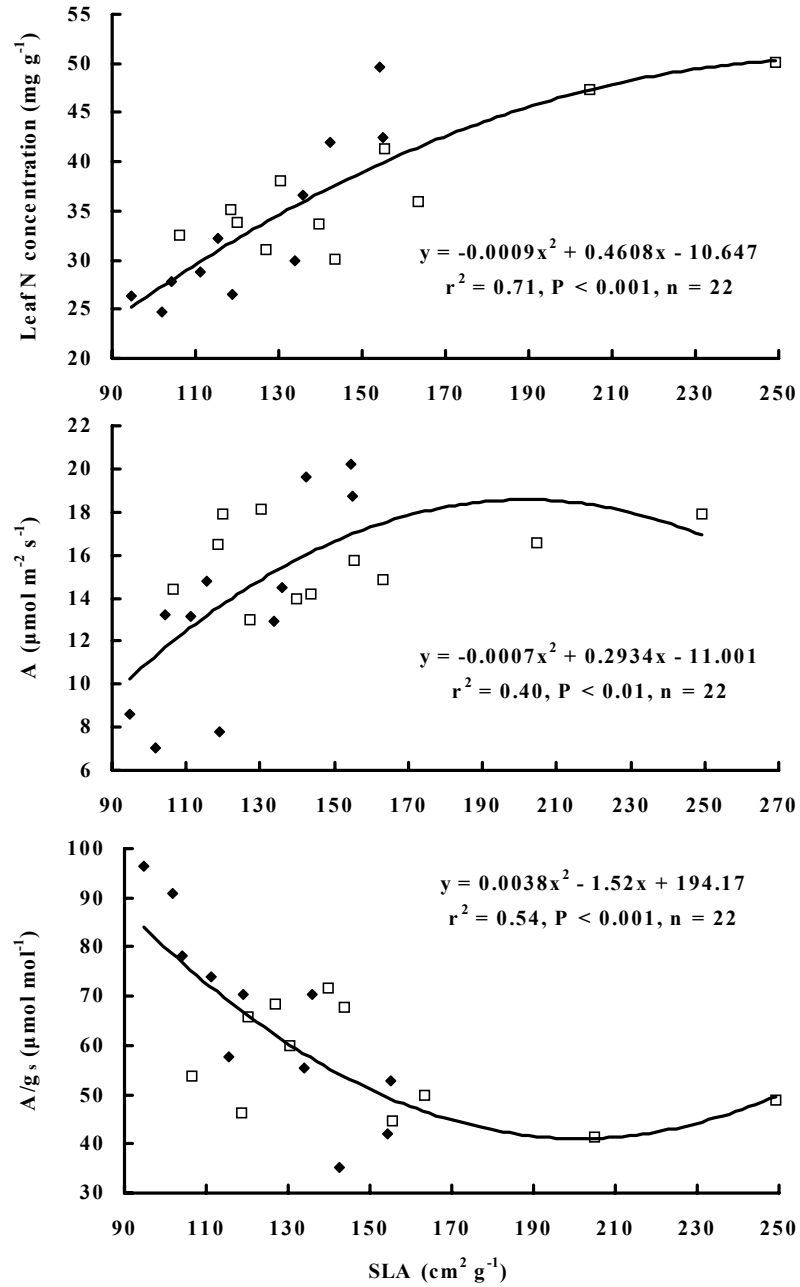 55
50
45
40
35
30
25
20
Leaf N concentration (mg g⁻¹)
y = -0.0009x² + 0.4608x - 10.647
r² = 0.71, P < 0.001, n = 22
90 110 130 150 170 190 210 230 250
22
20
18
16
14
12
10
8
6
A (µmol m⁻² s⁻¹)
y = -0.0007x² + 0.2934x - 11.001
r² = 0.40, P < 0.01, n = 22
90 110 130 150 170 190 210 230 250 270
100
90
80
70
60
50
40
30
A/g s (µmol mol⁻¹)
y = 0.0038x² - 1.52x + 194.17
r² = 0.54, P < 0.001, n = 22
90 110 130 150 170 190 210 230 250
SLA (cm² g⁻¹)